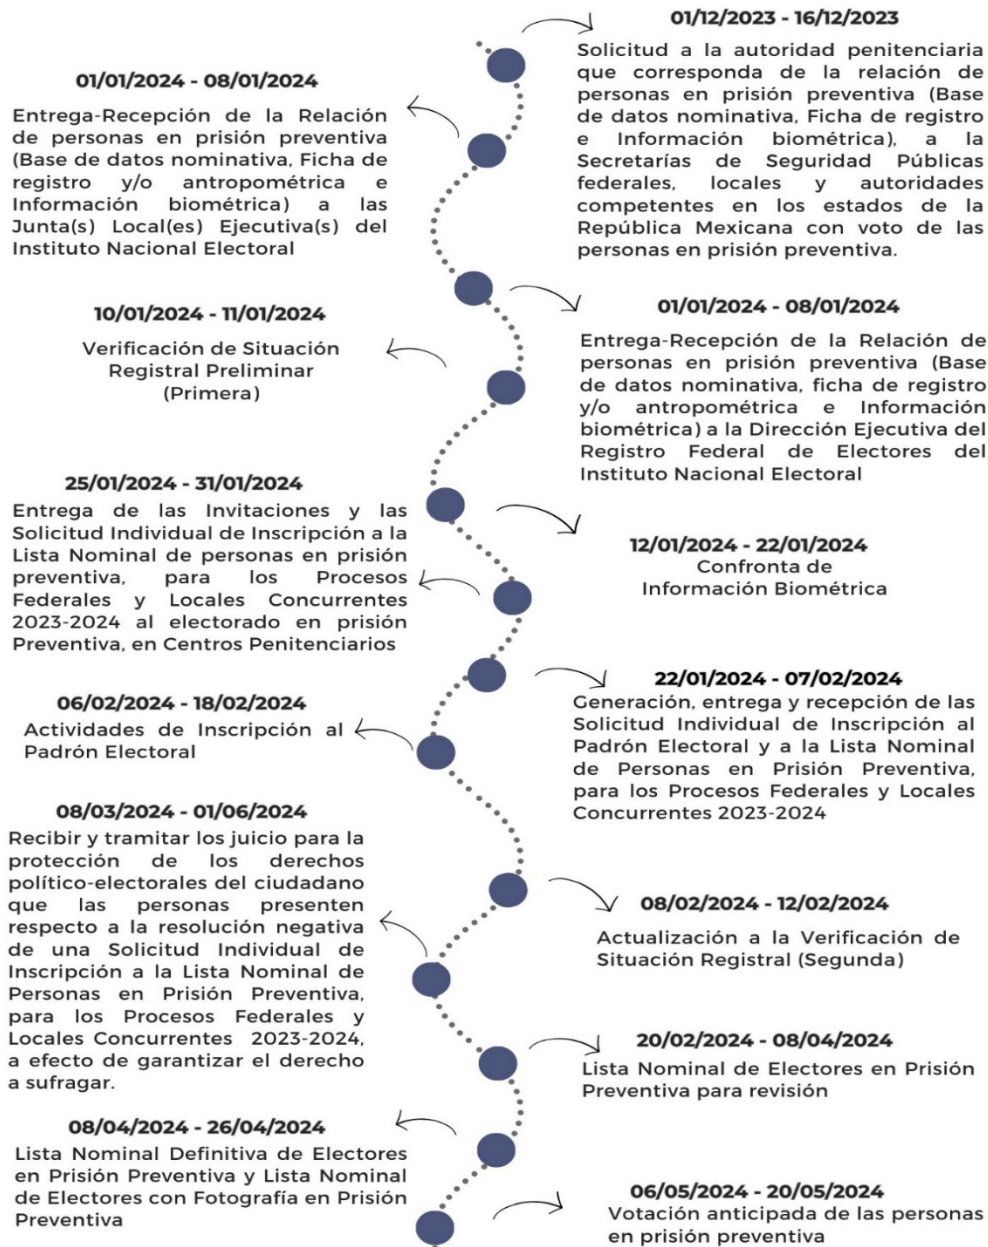 01/12/2023 - 16/12/2023
Solicitud a la autoridad penitenciaria
que corresponda de la relación de
personas en prisión preventiva (Base
de datos nominativa, Ficha de registro
e Información biométrica), a la
Secretarías de Seguridad Públicas
federales, locales y autoridades
competentes en los estados de la
República Mexicana con voto de las
personas en prisión preventiva.
01/01/2024 - 08/01/2024
Entrega-Recepción de la Relación
de personas en prisión preventiva
(Base de datos nominativa, Ficha de
registro y/o antropométrica e
Información biométrica) a las
Junta(s) Local(es) Ejecutiva(s) del
Instituto Nacional Electoral
01/01/2024 - 08/01/2024
Entrega-Recepción de la Relación de
personas en prisión preventiva (Base
de datos nominativa, ficha de registro
y/o antropométrica e Información
biométrica) a la Dirección Ejecutiva del
Registro Federal de Electores del
Instituto Nacional Electoral
10/01/2024 - 11/01/2024
Verificación de Situación
Registral Preliminar
(Primera)
12/01/2024 - 22/01/2024
Confronta de
Información Biométrica
25/01/2024 - 31/01/2024
Entrega de las Invitaciones y las
Solicitud Individual de Inscripción a la
Lista Nominal de personas en prisión
preventiva, para los Procesos
Federales y Locales Concurrentes
2023-2024 al electorado en prisión
Preventiva, en Centros Penitenciarios
22/01/2024 - 07/02/2024
Generación, entrega y recepción de las
Solicitud Individual de Inscripción al
Padrón Electoral y a la Lista Nominal
de Personas en Prisión Preventiva,
para los Procesos Federales y Locales
Concurrentes 2023-2024
06/02/2024 - 18/02/2024
Actividades de Inscripción al
Padrón Electoral
08/02/2024 - 12/02/2024
Actualización a la Verificación de
Situación Registral (Segunda)
08/03/2024 - 01/06/2024
Recibir y tramitar los juicio para la
protección de los derechos
político-electorales del ciudadano
que las personas presenten
respecto a la resolución negativa
de una Solicitud Individual de
Inscripción a la Lista Nominal de
Personas en Prisión Preventiva,
para los Procesos Federales y
Locales Concurrentes 2023-2024,
a efecto de garantizar el derecho
a sufragar.
20/02/2024 - 08/04/2024
Lista Nominal de Electores en Prisión
Preventiva para revisión
08/04/2024 - 26/04/2024
Lista Nominal Definitiva de Electores
en Prisión Preventiva y Lista Nominal
de Electores con Fotografía en Prisión
Preventiva
06/05/2024 - 20/05/2024
Votación anticipada de las personas
en prisión preventiva